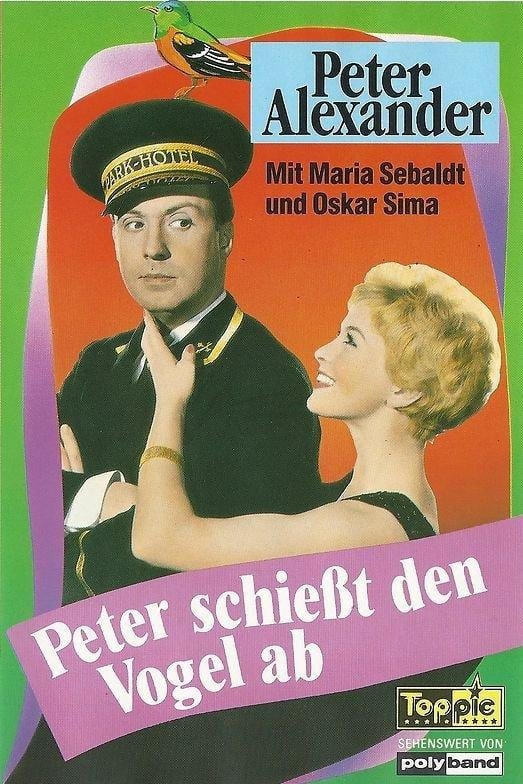 Peter
Alexander
PARK-HOTEL
Mit Maria Sebaldt
und Oskar Sima
Peter schießt den
Vogel ab
Toppic
SEHENSWERT VON
polyband